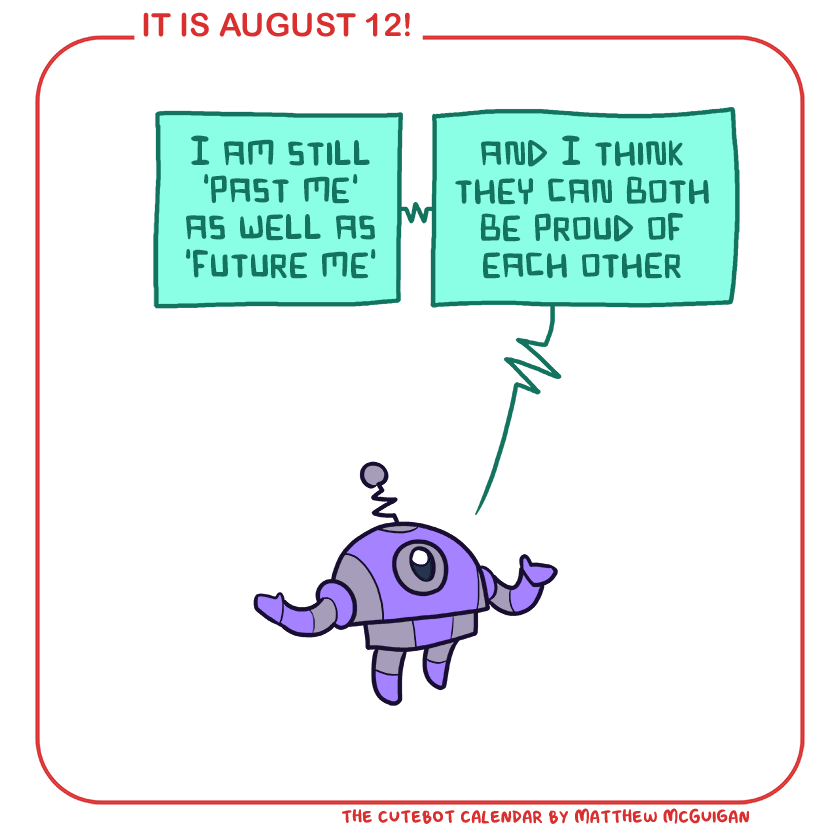 IT IS AUGUST 12!
I AM STILL
'PAST ME'
AS WELL AS
'FUTURE ME'
AND I THINK
THEY CAN BOTH
BE PROUD OF
EACH OTHER
THE CUTEBOT CALENDAR BY MATTHEW MCGUIGAN